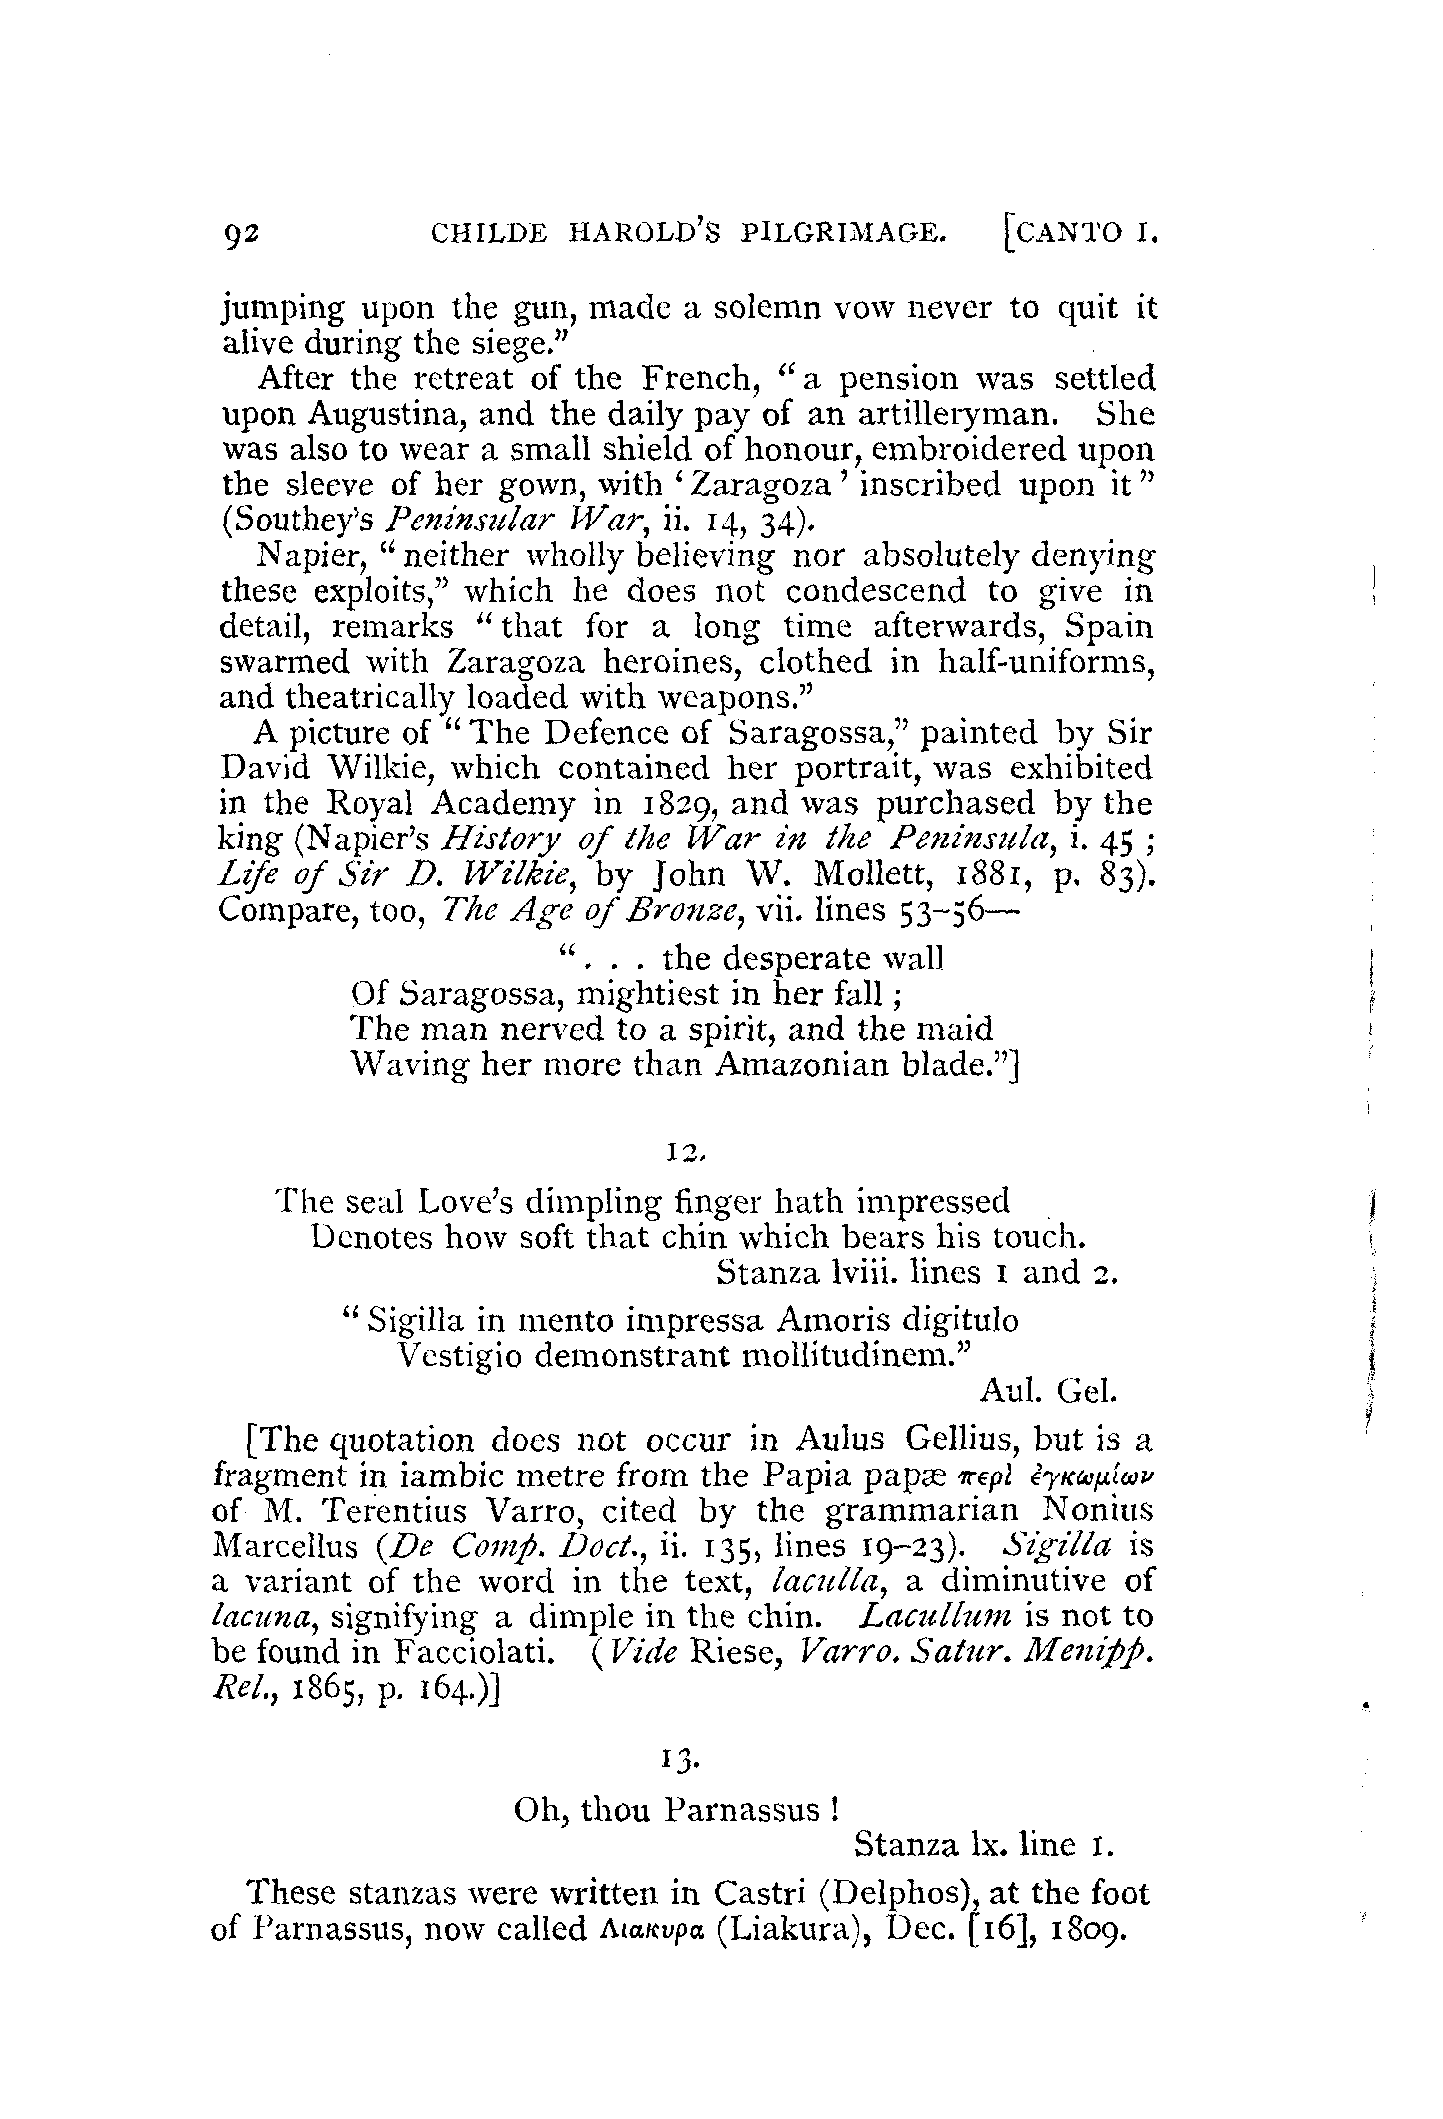 92 CHILDE HAROLD'S PILGRIMAGE. [CANTO I.
jumping upon the gun, made a solemn vow never to quit it
alive during the siege."
After the retreat of the French, "a pension was settled
upon Augustina, and the daily pay of an artilleryman. She
was also to wear a small shield of honour, embroidered upon
the sleeve of her gown, with 'Zaragoza' inscribed upon it"
(Southey's Peninsular War, ii. 14, 34).
Napier, "neither wholly believing nor absolutely denying
these exploits," which he does not condescend to give in
detail, remarks "that for a long time afterwards, Spain
swarmed with Zaragoza heroines, clothed in half-uniforms,
and theatrically loaded with weapons."
A picture of "The Defence of Saragossa," painted by Sir
David Wilkie, which contained her portrait, was exhibited
in the Royal Academy in 1829, and was purchased by the
king (Napier's History of the War in the Peninsula, i. 45;
Life of Sir D. Wilkie, by John W. Mollett, 1881, p. 83).
Compare, too, The Age of Bronze, vii. lines 53–56—
". . . the desperate wall
Of Saragossa, mightiest in her fall;
The man nerved to a spirit, and the maid
Waving her more than Amazonian blade."]
12.
The seal Love's dimpling finger hath impressed
Denotes how soft that chin which bears his touch.
Stanza lviii. lines 1 and 2.
"Sigilla in mento impressa Amoris digitulo
Vestigio demonstrant mollitudinem."
Aul. Gel.
[The quotation does not occur in Aulus Gellius, but is a
fragment in iambic metre from the Papia papæ περὶ ἐγκωμίων
of M. Terentius Varro, cited by the grammarian Nonius
Marcellus (De Comp. Doct., ii. 135, lines 19–23). Sigilla is
a variant of the word in the text, laculla, a diminutive of
lacuna, signifying a dimple in the chin. Lacullum is not to
be found in Facciolati. (Vide Riese, Varro. Satur. Menipp.
Rel., 1865, p. 164.)]
13.
Oh, thou Parnassus!
Stanza lx. line 1.
These stanzas were written in Castri (Delphos), at the foot
of Parnassus, now called Λιακυρα (Liakura), Dec. [16], 1809.